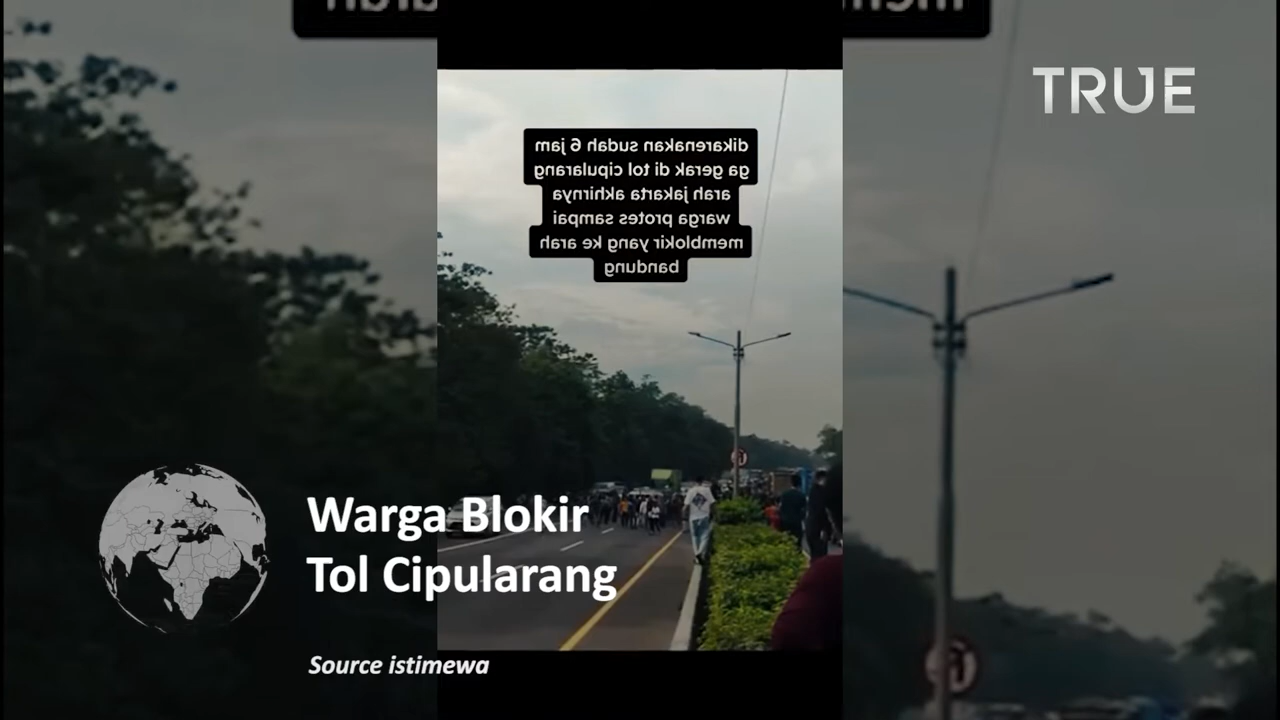 TRUE
dikarenakan sudah 6 jam
ga gerak di tol cipularang
arah jakarta akhirnya
warga protes sampai
memblokir yang ke arah
bandung
Warga Blokir
Tol Cipularang
Source istimewa